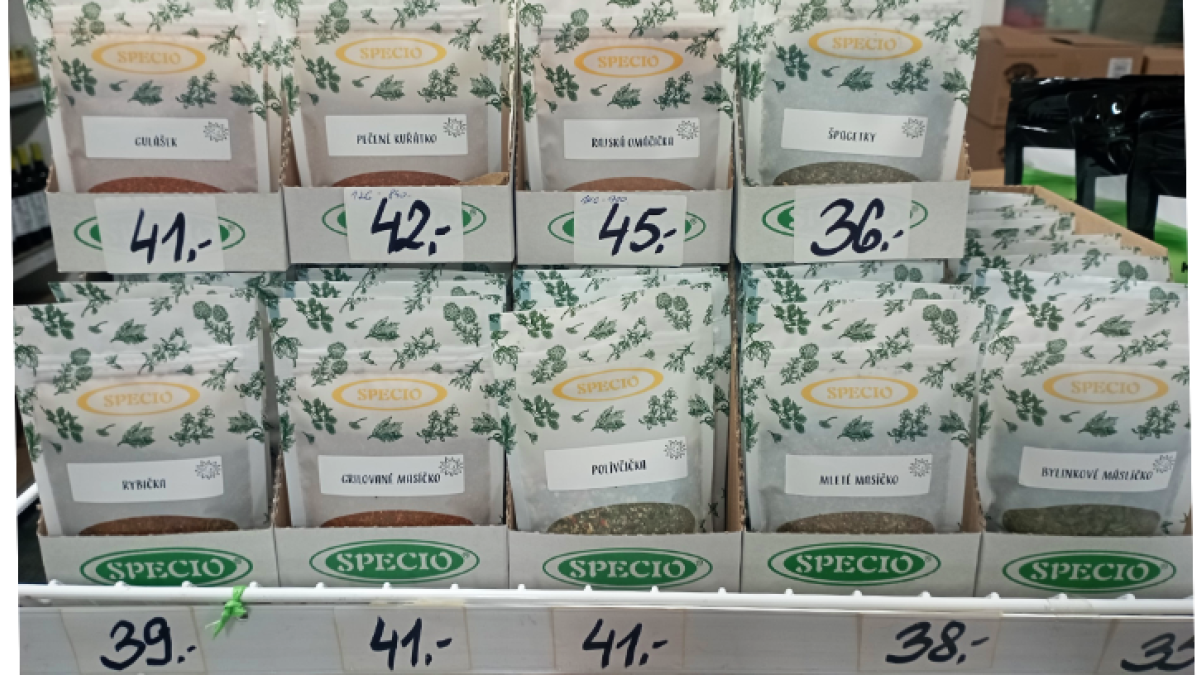 SPECIO
SPECIO
SPECIO
SPECIO
GULÁŠEK
PEČENÉ KUŘÁTKO
RAJSKÁ OMÁČIČKA
ŠPAGETKY
41,-
42,-
45,-
36,-
SPECIO
SPECIO
SPECIO
SPECIO
SPECIO
RYBIČKA
GRILOVANÉ MASÍČKO
POLÍVČIČKA
MLETÉ MASÍČKO
BYLINKOVÉ MÁSLÍČKO
SPECIO®
SPECIO®
SPECIO®
SPECIO®
SPECIO®
39,-
41,-
41,-
38,-